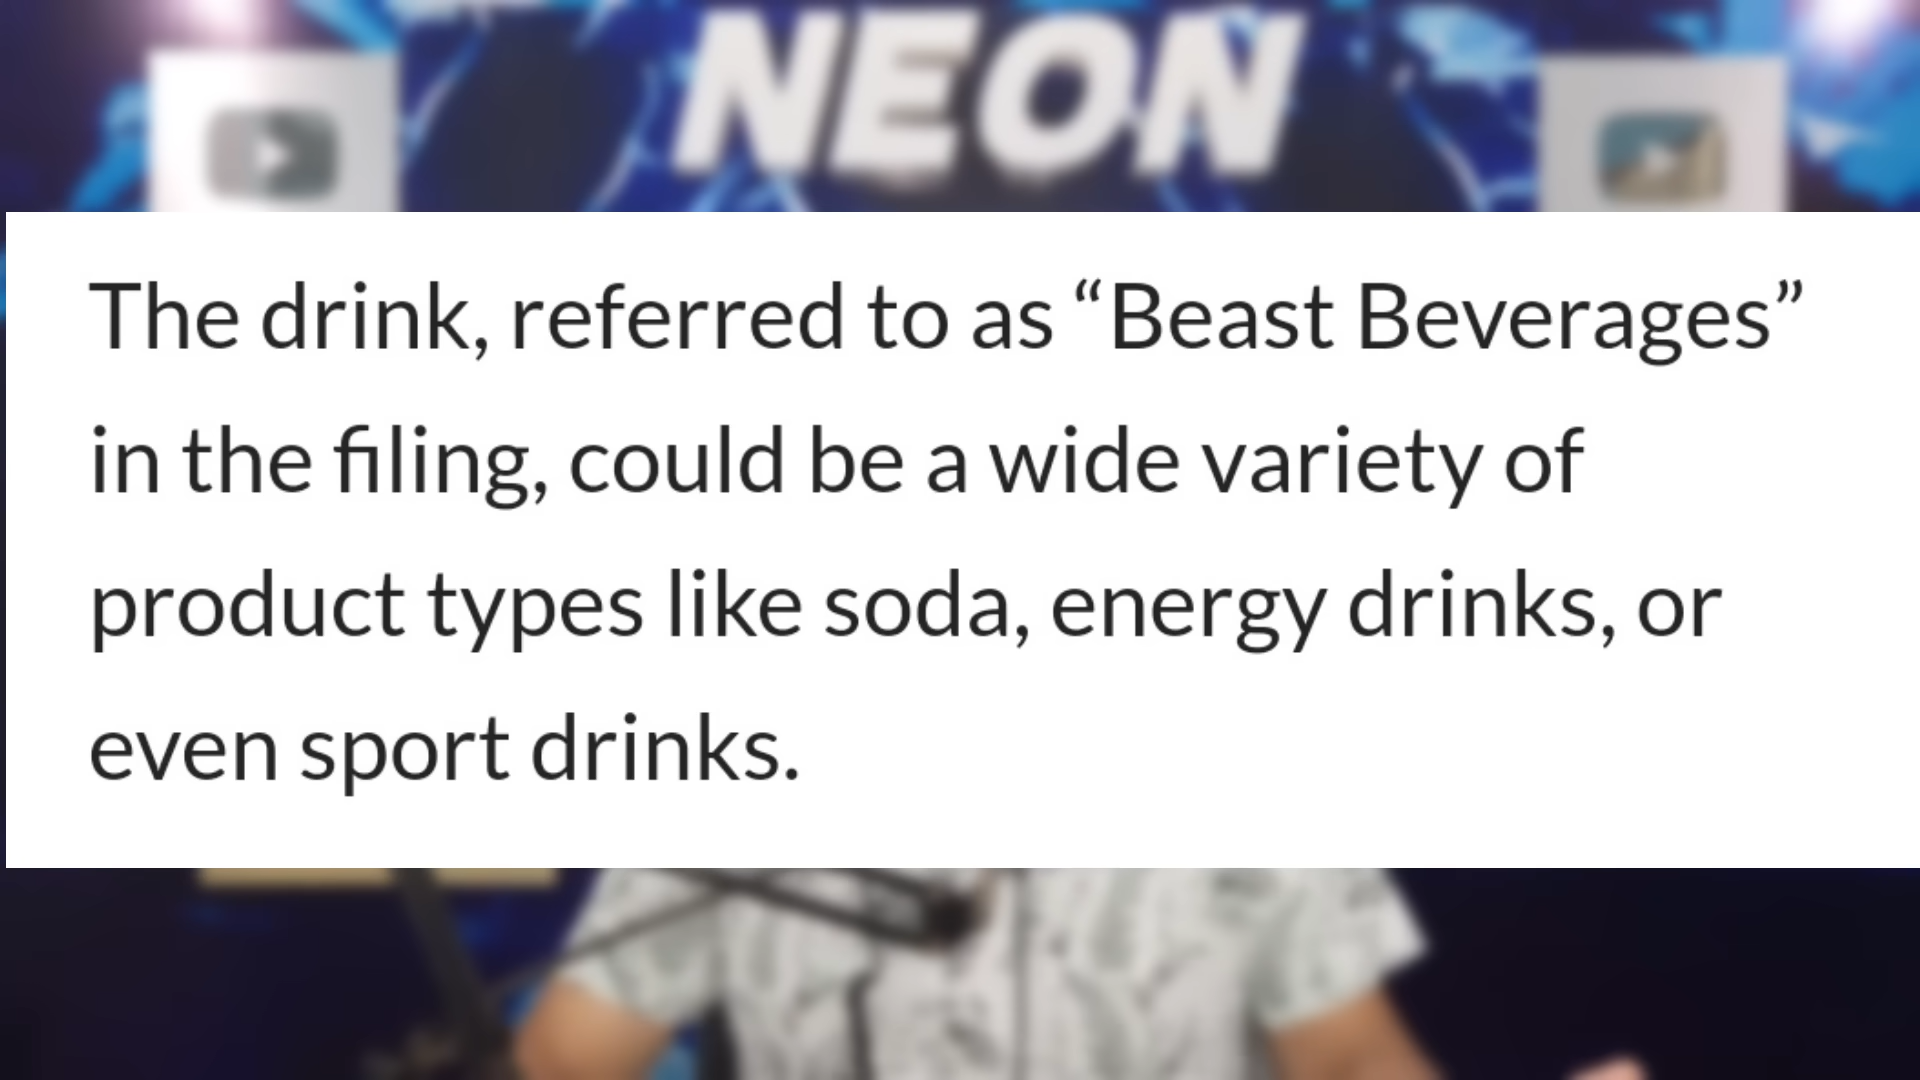 NEON
The drink, referred to as “Beast Beverages”
in the filing, could be a wide variety of
product types like soda, energy drinks, or
even sport drinks.